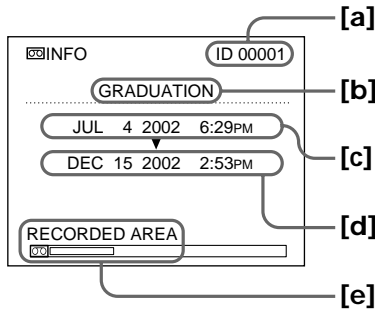 [a]
INFO ID 00001
[b]
GRADUATION
JUL 4 2002 6:29PM
[c]
DEC 15 2002 2:53PM
[d]
RECORDED AREA
[e]